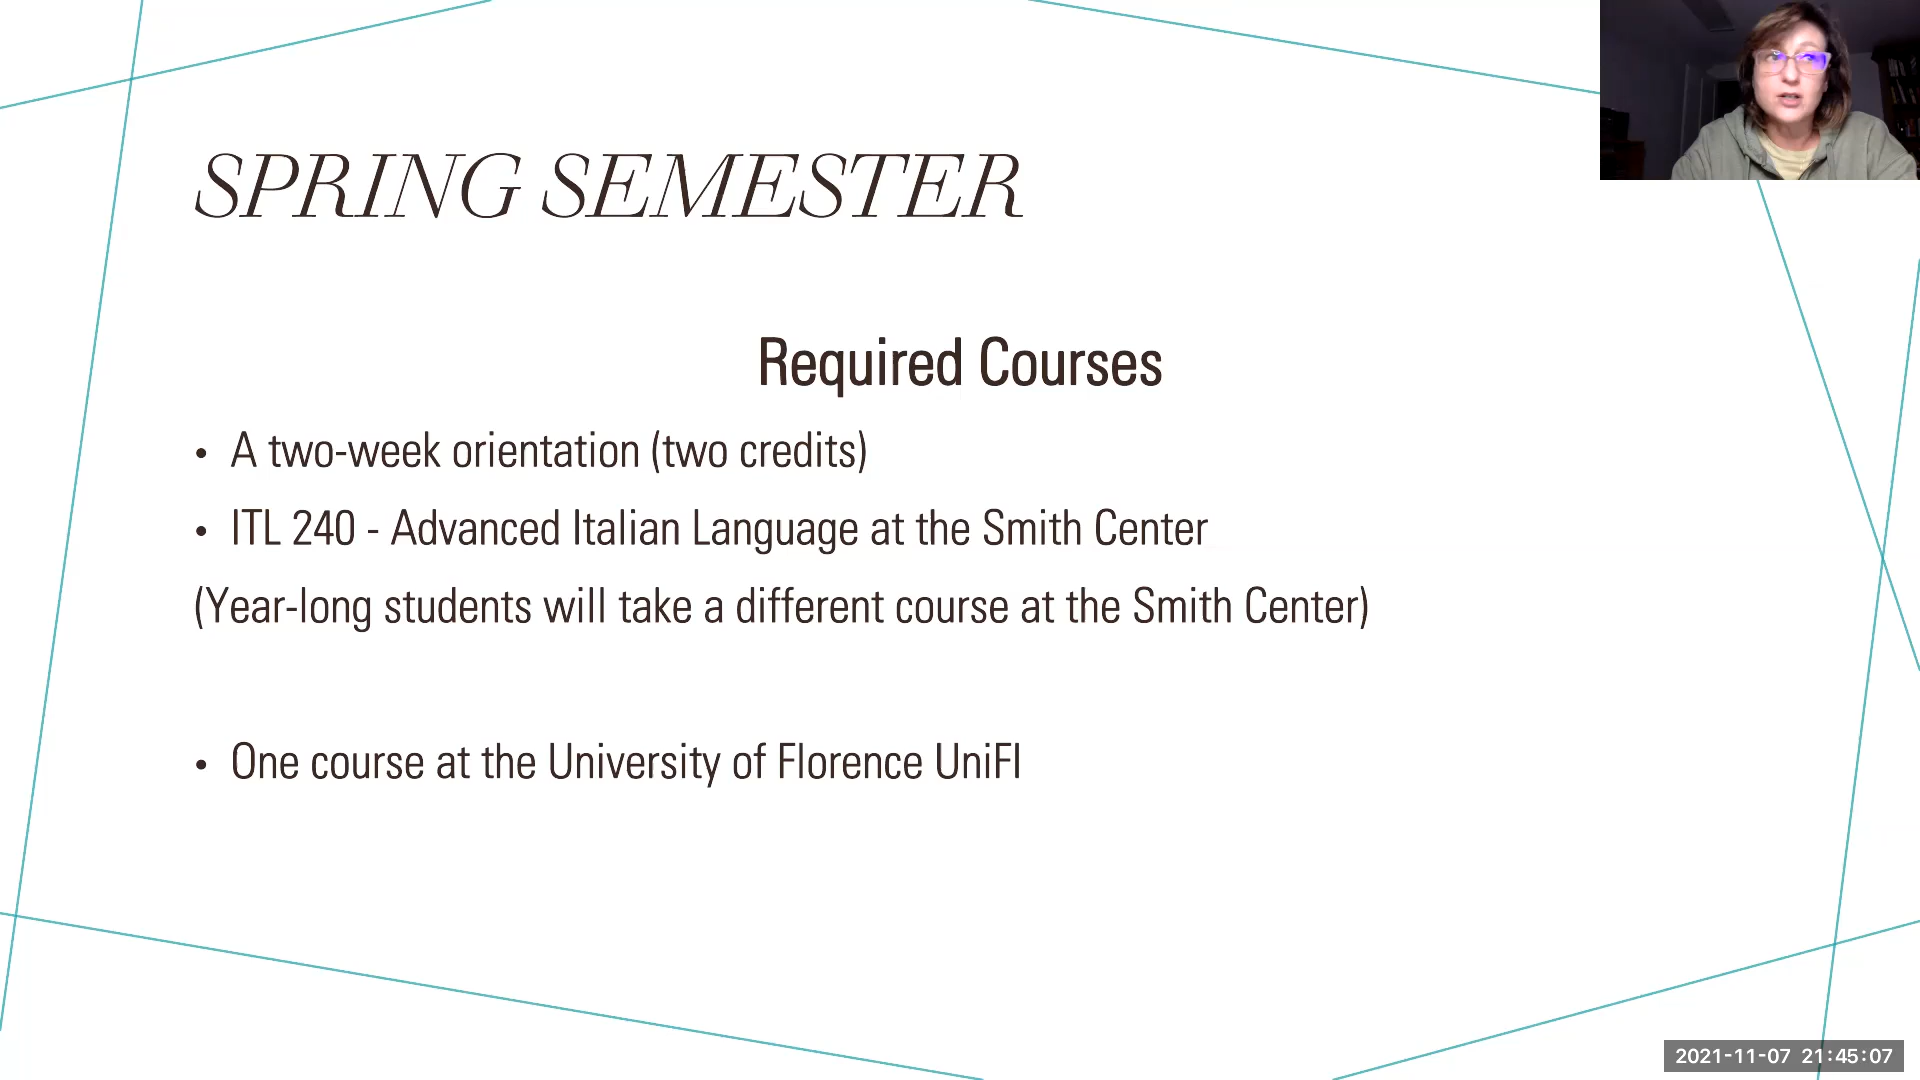 SPRING SEMESTER
Required Courses
• A two-week orientation (two credits)
• ITL 240 - Advanced Italian Language at the Smith Center
(Year-long students will take a different course at the Smith Center)
• One course at the University of Florence UniFI
2021-11-07 21:45:07